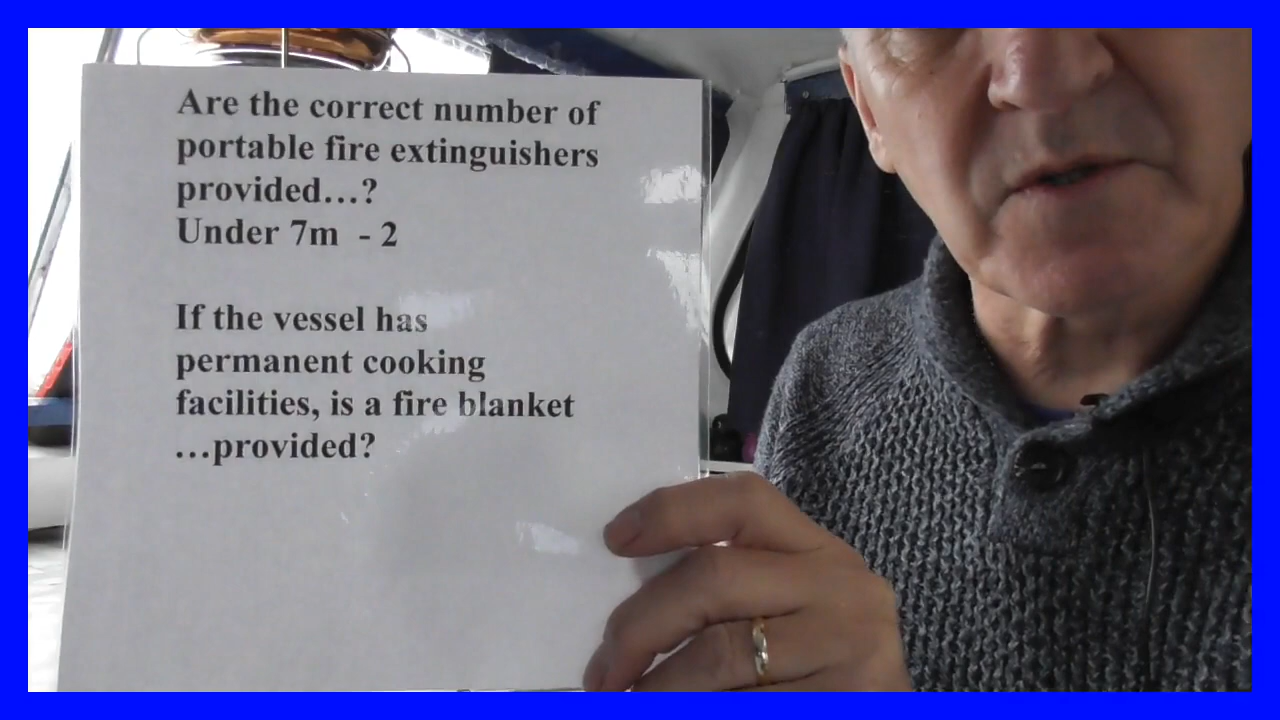 Are the correct number of
portable fire extinguishers
provided…?
Under 7m  - 2
If the vessel has
permanent cooking
facilities, is a fire blanket
…provided?